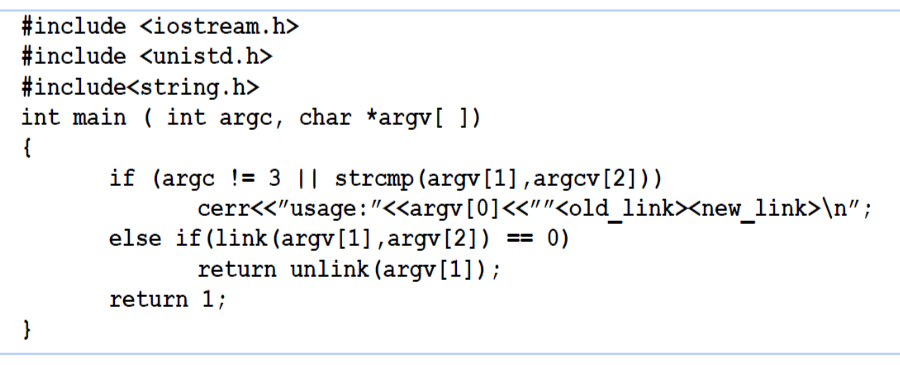 #include <iostream.h>
#include <unistd.h>
#include<string.h>
int main ( int argc, char *argv[ ])
{
if (argc != 3 || strcmp(argv[1],argcv[2]))
cerr<<″usage:″<<argv[0]<<″″<old_link><new_link>\n″;
else if(link(argv[1],argv[2]) == 0)
return unlink(argv[1]);
return 1;
}